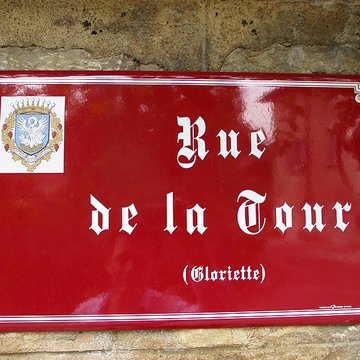 Rue
de la Tour
(Gloriette)